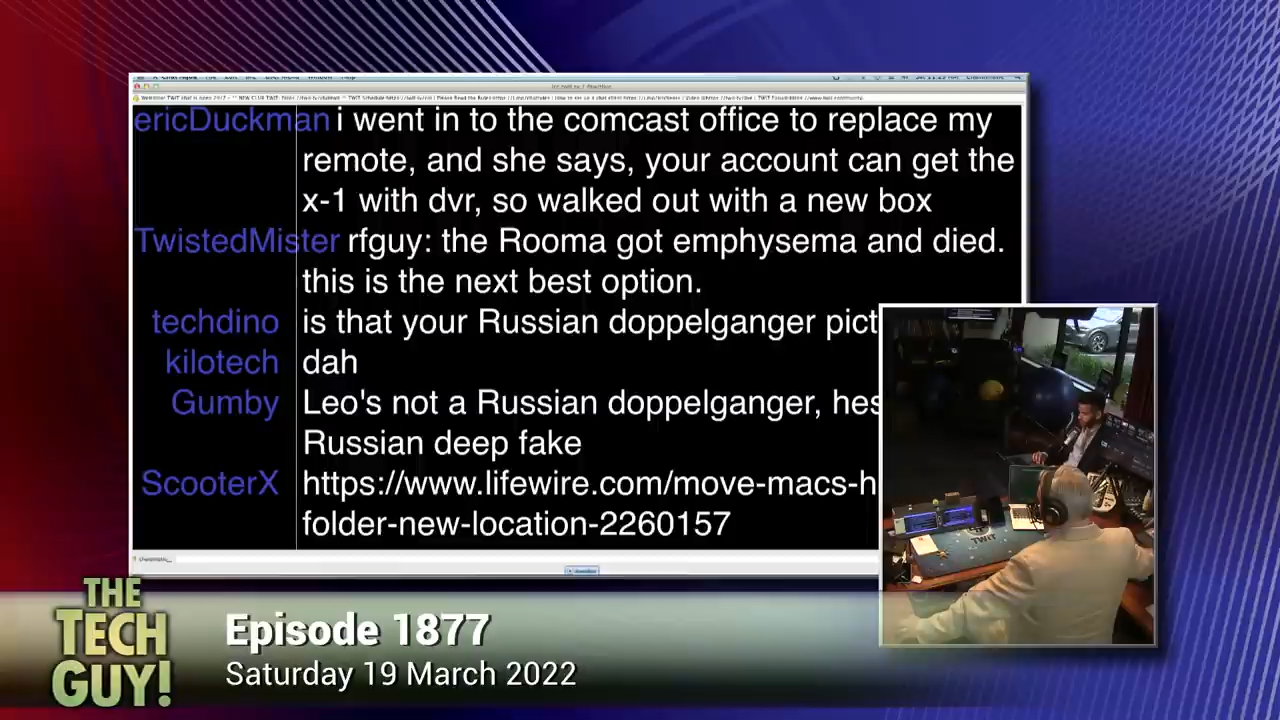 ericDuckman i went in to the comcast office to replace my
remote, and she says, your account can get the
x-1 with dvr, so walked out with a new box
TwistedMister rfguy: the Rooma got emphysema and died.
this is the next best option.
techdino is that your Russian doppelganger pict
kilotech dah
Gumby Leo's not a Russian doppelganger, hes
Russian deep fake
ScooterX https://www.lifewire.com/move-macs-h
folder-new-location-2260157
TWiT
THE
TECH
GUY!
Episode 1877
Saturday 19 March 2022